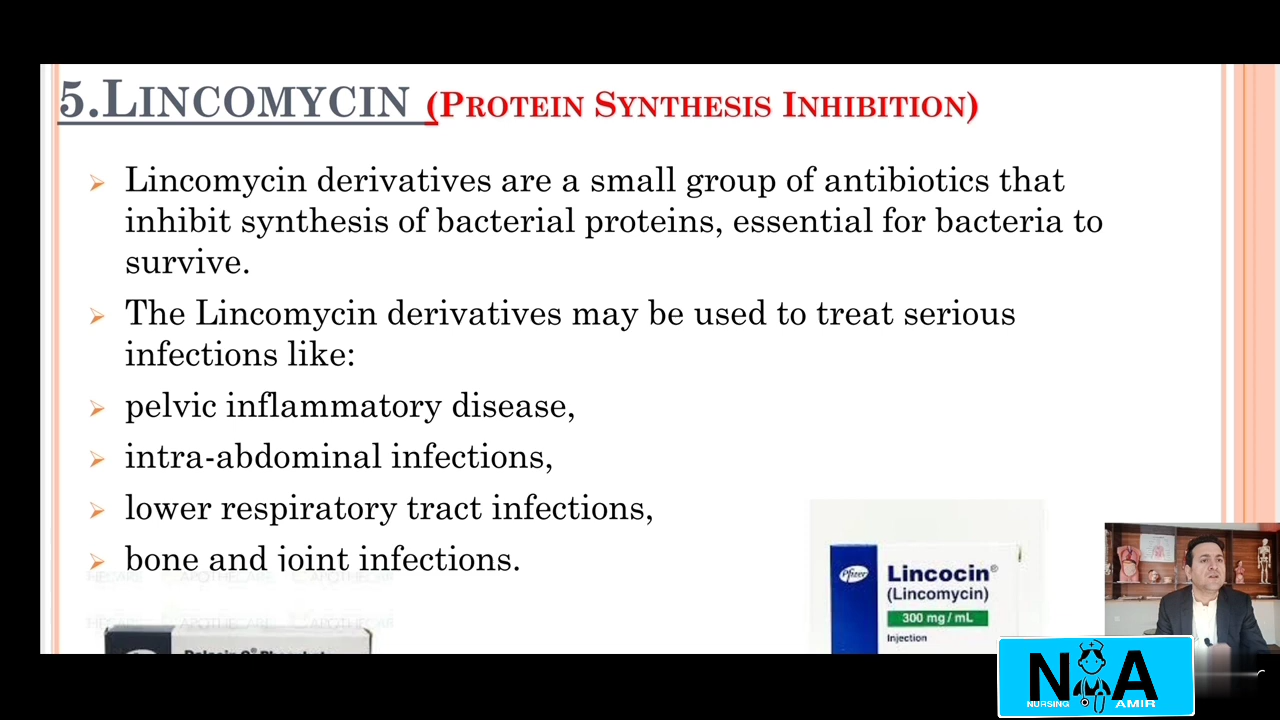 5.LINCOMYCIN (PROTEIN SYNTHESIS INHIBITION)
Lincomycin derivatives are a small group of antibiotics that
inhibit synthesis of bacterial proteins, essential for bacteria to
survive.
The Lincomycin derivatives may be used to treat serious
infections like:
pelvic inflammatory disease,
intra-abdominal infections,
lower respiratory tract infections,
bone and joint infections.
Pfizer
Lincocin®
(Lincomycin)
300 mg / mL
Injection
NA
NURSING AMIR